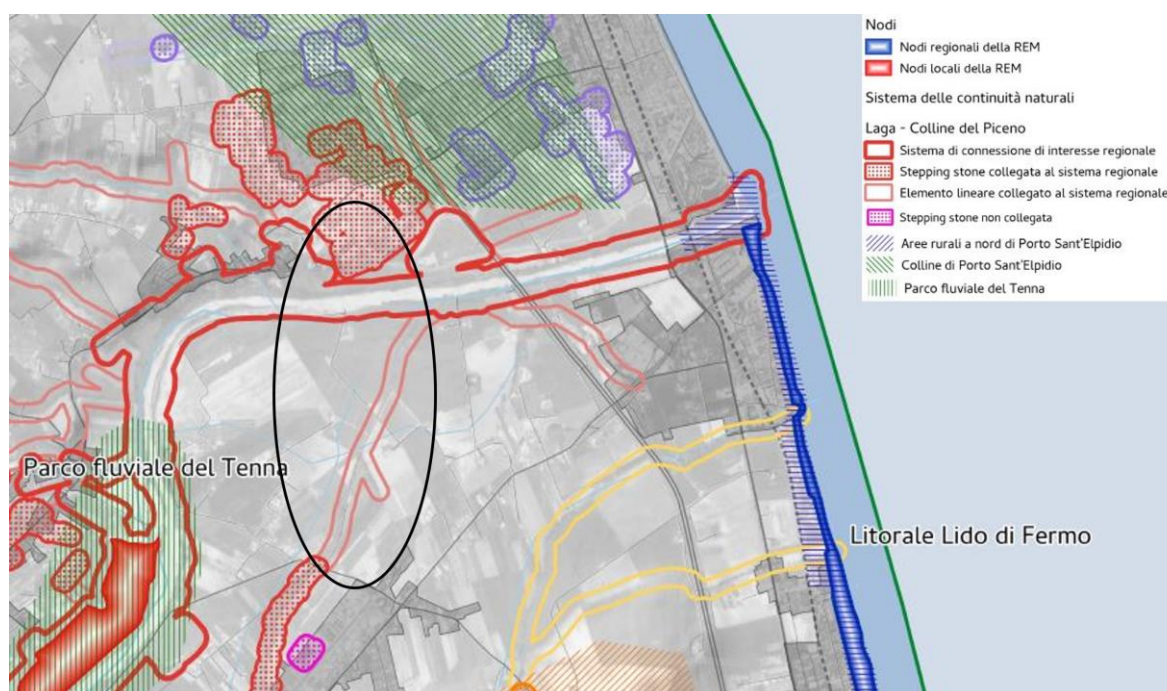 Nodi
Nodi regionali della REM
Nodi locali della REM
Sistema delle continuità naturali
Laga - Colline del Piceno
Sistema di connessione di interesse regionale
Stepping stone collegata al sistema regionale
Elemento lineare collegato al sistema regionale
Stepping stone non collegata
Aree rurali a nord di Porto Sant'Elpidio
Colline di Porto Sant'Elpidio
Parco fluviale del Tenna
Parco fluviale del Tenna
Litorale Lido di Fermo